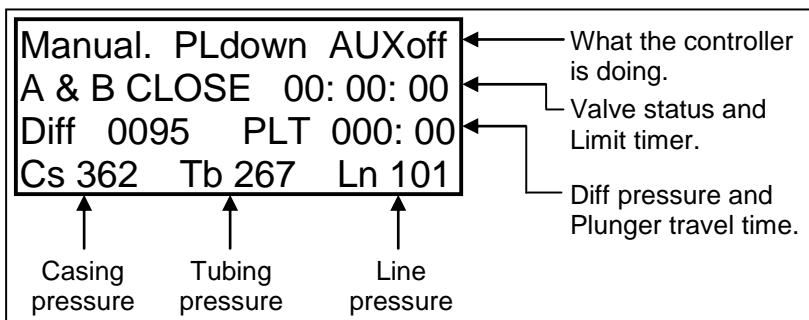 Manual. PLdown AUXoff
A & B CLOSE 00: 00: 00
Diff 0095 PLT 000: 00
Cs 362 Tb 267 Ln 101
What the controller
is doing.
Valve status and
Limit timer.
Diff pressure and
Plunger travel time.
Casing
pressure
Tubing
pressure
Line
pressure